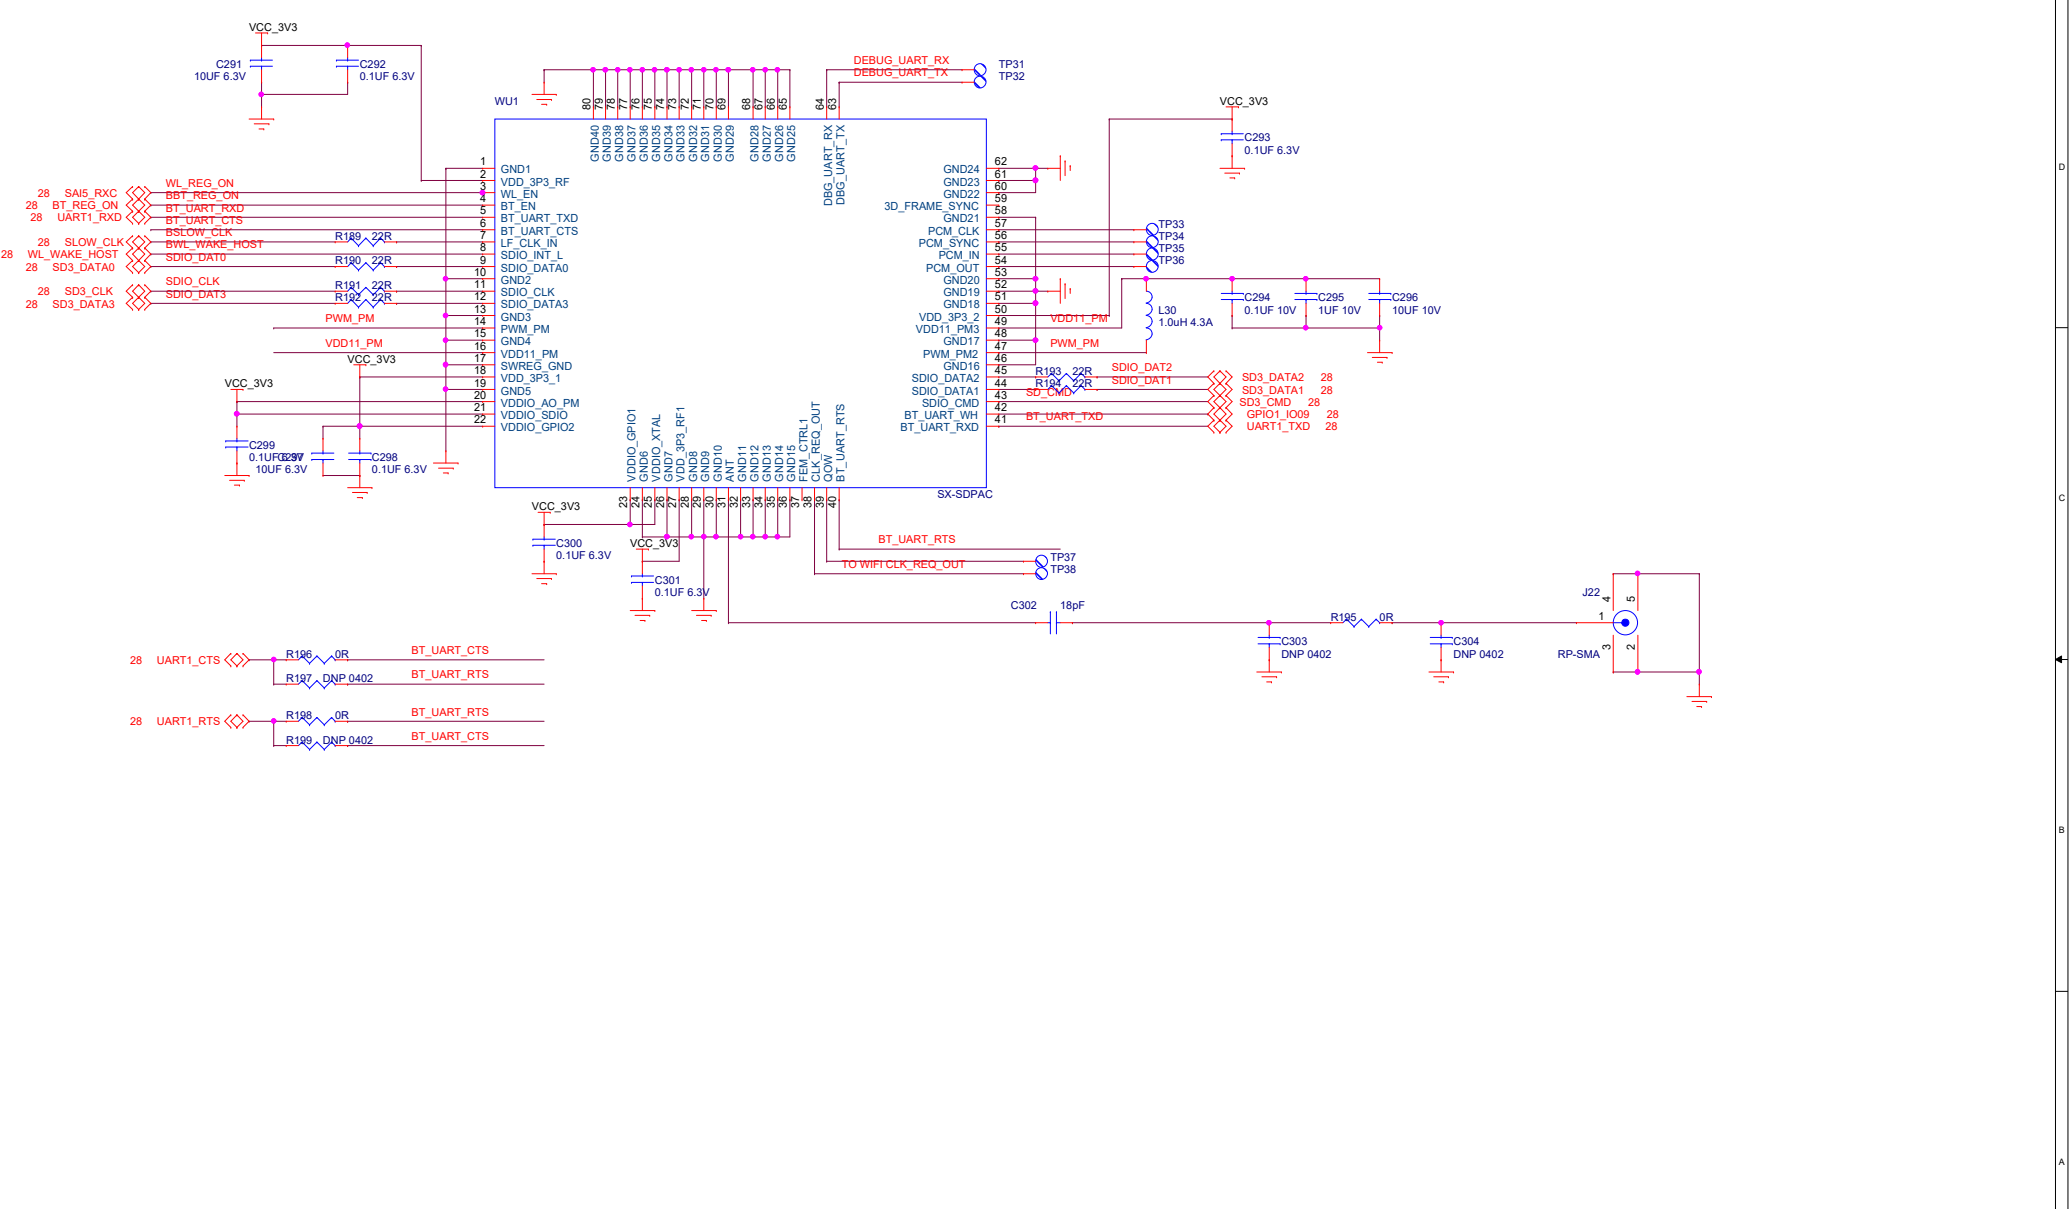 VCC_3V3
C291
10UF 6.3V
C292
0.1UF 6.3V
DEBUG_UART_RX
DEBUG_UART_TX
TP31
TP32
WU1
80 79 78 77 76 75 74 73 72 71 70 69 68 67 66 65 64 63
GND40 GND39 GND38 GND37 GND36 GND35 GND34 GND33 GND32 GND31 GND30 GND29 GND28 GND27 GND26 GND25 DBG_UART_RX DBG_UART_TX
VCC_3V3
C293
0.1UF 6.3V
28 SAI5_RXC
28 BT_REG_ON
28 UART1_RXD
28 SLOW_CLK
28 WL_WAKE_HOST
28 SD3_DATA0
28 SD3_CLK
28 SD3_DATA3
WL_REG_ON
BBT_REG_ON
BT_UART_RXD
BT_UART_CTS
BSLOW_CLK
BWL_WAKE_HOST
SDIO_DAT0
SDIO_CLK
SDIO_DAT3
R189 22R
R190 22R
R191 22R
R192 22R
PWM_PM
VDD11_PM
VCC_3V3
VCC_3V3
C299
0.1UF 6.3V
10UF 6.3V
C298
0.1UF 6.3V
1 GND1
2 VDD_3P3_RF
3 WL_EN
4 BT_EN
5 BT_UART_TXD
6 BT_UART_CTS
7 LF_CLK_IN
8 SDIO_INT_L
9 SDIO_DATA0
10 GND2
11 SDIO_CLK
12 SDIO_DATA3
13 GND3
14 PWM_PM
15 GND4
16 VDD11_PM
17 SWREG_GND
18 VDD_3P3_1
19 GND5
20 VDDIO_AO_PM
21 VDDIO_SDIO
22 VDDIO_GPIO2
GND24 62
GND23 61
GND22 60
3D_FRAME_SYNC 59
GND21 58
PCM_CLK 57
PCM_SYNC 56
PCM_IN 55
PCM_OUT 54
GND20 53
GND19 52
GND18 51
VDD_3P3_2 50
VDD11_PM3 49
GND17 48
PWM_PM2 47
GND16 46
SDIO_DATA2 45
SDIO_DATA1 44
SDIO_CMD 43
BT_UART_WH 42
BT_UART_RXD 41
TP33
TP34
TP35
TP36
VDD11_PM
PWM_PM
L30
1.0uH 4.3A
C294
0.1UF 10V
C295
1UF 10V
C296
10UF 10V
R193 22R
R194 22R
SDIO_DAT2
SDIO_DAT1
SD_CMD
BT_UART_TXD
SD3_DATA2 28
SD3_DATA1 28
SD3_CMD 28
GPIO1_IO09 28
UART1_TXD 28
VDDIO_GPIO1 GND6 VDDIO_XTAL GND7 VDD_3P3_RF1 GND8 GND9 GND10 ANT GND11 GND12 GND13 GND14 GND15 FEM_CTRL1 CLK_REQ_OUT QOW BT_UART_RTS
23 24 25 26 27 28 29 30 31 32 33 34 35 36 37 38 39 40
SX-SDPAC
VCC_3V3
C300
0.1UF 6.3V
VCC_3V3
C301
0.1UF 6.3V
BT_UART_RTS
TO WIFI CLK_REQ_OUT
TP37
TP38
C302 18pF
C303
DNP 0402
R195 0R
C304
DNP 0402
J22
RP-SMA
4 5
1
3 2
28 UART1_CTS
R196 0R
BT_UART_CTS
R197 DNP 0402
BT_UART_RTS
28 UART1_RTS
R198 0R
BT_UART_RTS
R199 DNP 0402
BT_UART_CTS
D
C
B
A